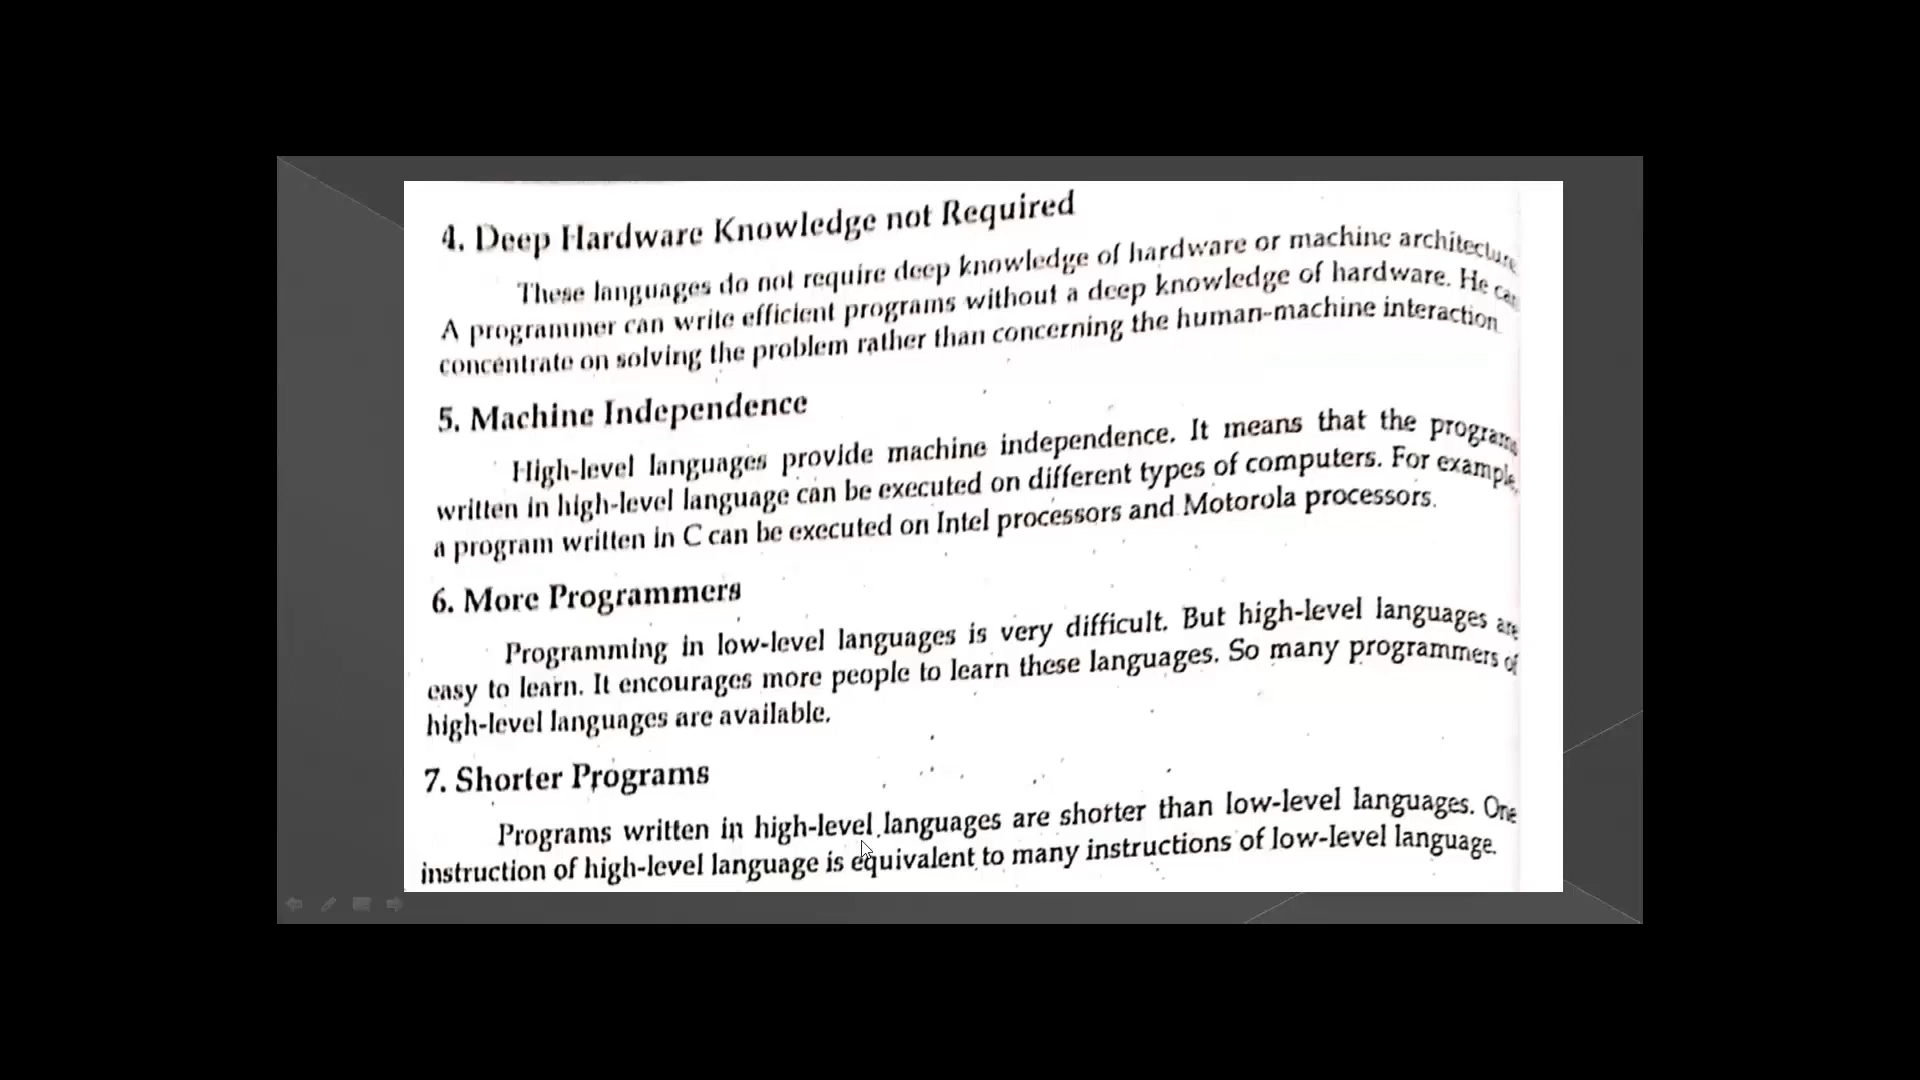 4. Deep Hardware Knowledge not Required
These languages do not require deep knowledge of hardware or machine architecture
A programmer can write efficient programs without a deep knowledge of hardware. He can
concentrate on solving the problem rather than concerning the human-machine interaction
5. Machine Independence
High-level languages provide machine independence. It means that the programs
written in high-level language can be executed on different types of computers. For example,
a program written in C can be executed on Intel processors and Motorola processors.
6. More Programmers
Programming in low-level languages is very difficult. But high-level languages are
easy to learn. It encourages more people to learn these languages. So many programmers of
high-level languages are available.
7. Shorter Programs
Programs written in high-level languages are shorter than low-level languages. One
instruction of high-level language is equivalent to many instructions of low-level language.